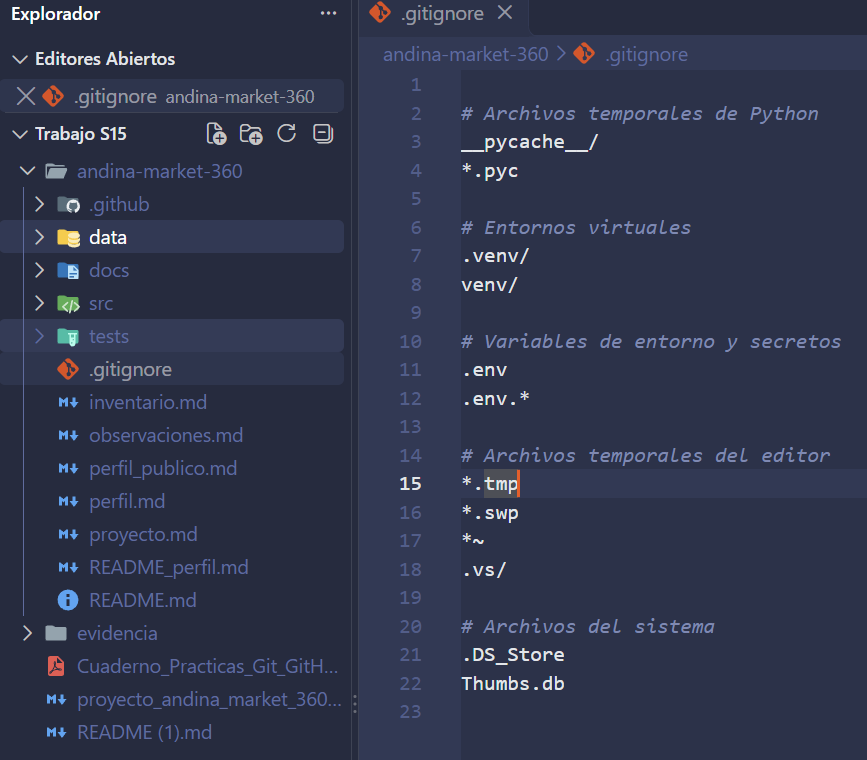 Explorador
Editores Abiertos
.gitignore andina-market-360
Trabajo S15
andina-market-360
.github
data
docs
src
tests
.gitignore
inventario.md
observaciones.md
perfil_publico.md
perfil.md
proyecto.md
README_perfil.md
README.md
evidencia
Cuaderno_Practicas_Git_GitH...
proyecto_andina_market_360...
README (1).md
.gitignore
andina-market-360 > .gitignore
1
2 # Archivos temporales de Python
3 __pycache__/
4 *.pyc
5
6 # Entornos virtuales
7 .venv/
8 venv/
9
10 # Variables de entorno y secretos
11 .env
12 .env.*
13
14 # Archivos temporales del editor
15 *.tmp
16 *.swp
17 *~
18 .vs/
19
20 # Archivos del sistema
21 .DS_Store
22 Thumbs.db
23